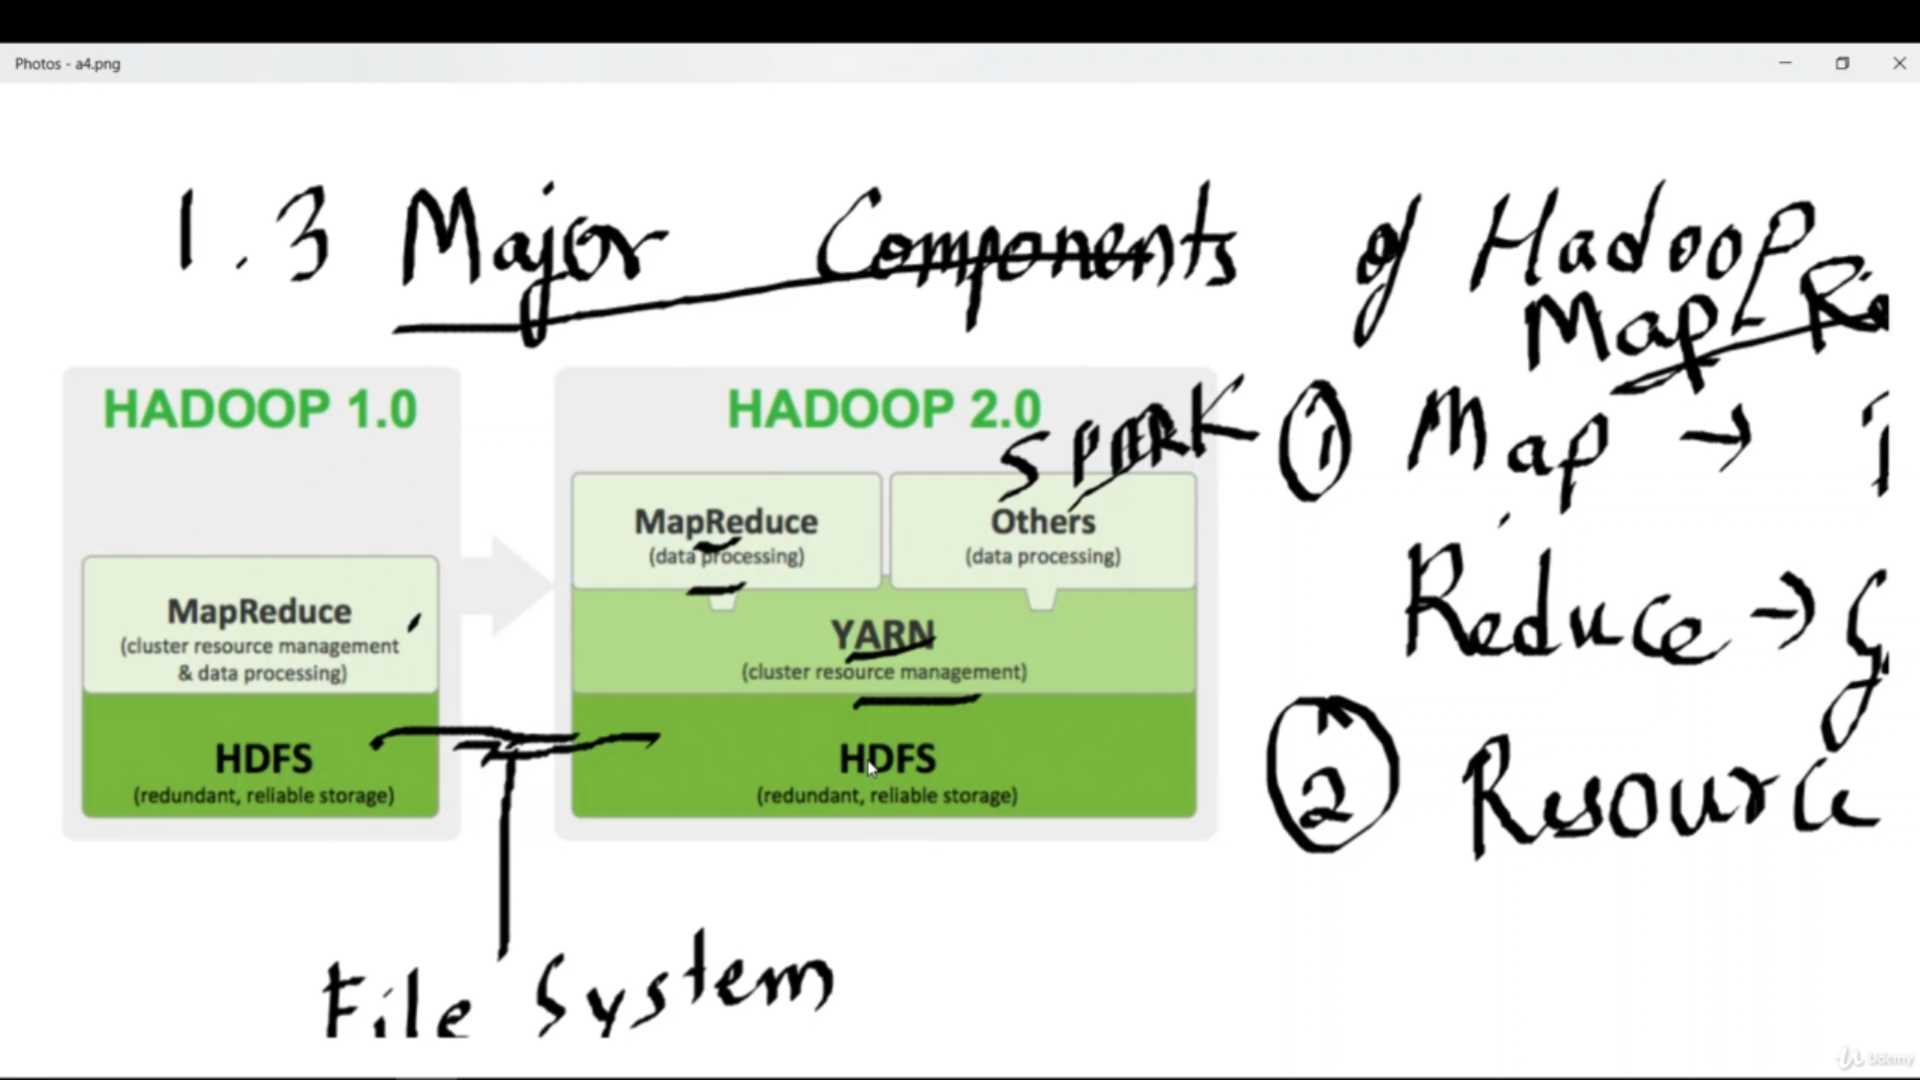 Photos - a4.png
1.3 Major Components of Hadoop
Map-Re
HADOOP 1.0
MapReduce
(cluster resource management
& data processing)
HDFS
(redundant, reliable storage)
HADOOP 2.0
SPARK
MapReduce
(data processing)
Others
(data processing)
YARN
(cluster resource management)
HDFS
(redundant, reliable storage)
1 Map →
Reduce →
2 Resource
File System
Udemy